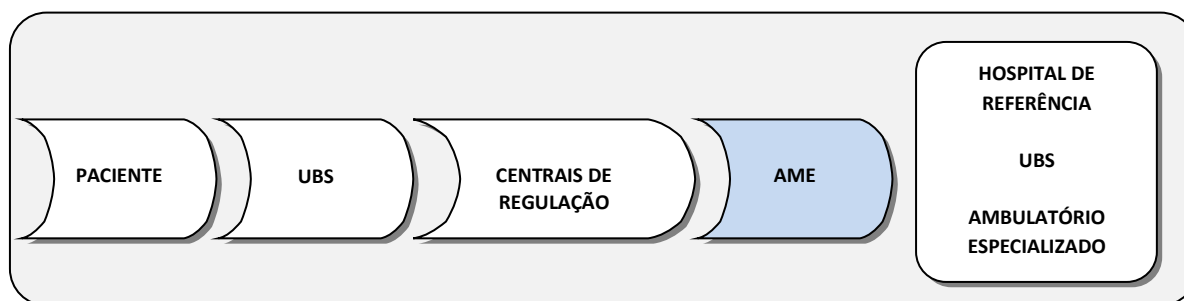 PACIENTE
UBS
CENTRAIS DE
REGULAÇÃO
AME
HOSPITAL DE
REFERÊNCIA
UBS
AMBULATÓRIO
ESPECIALIZADO